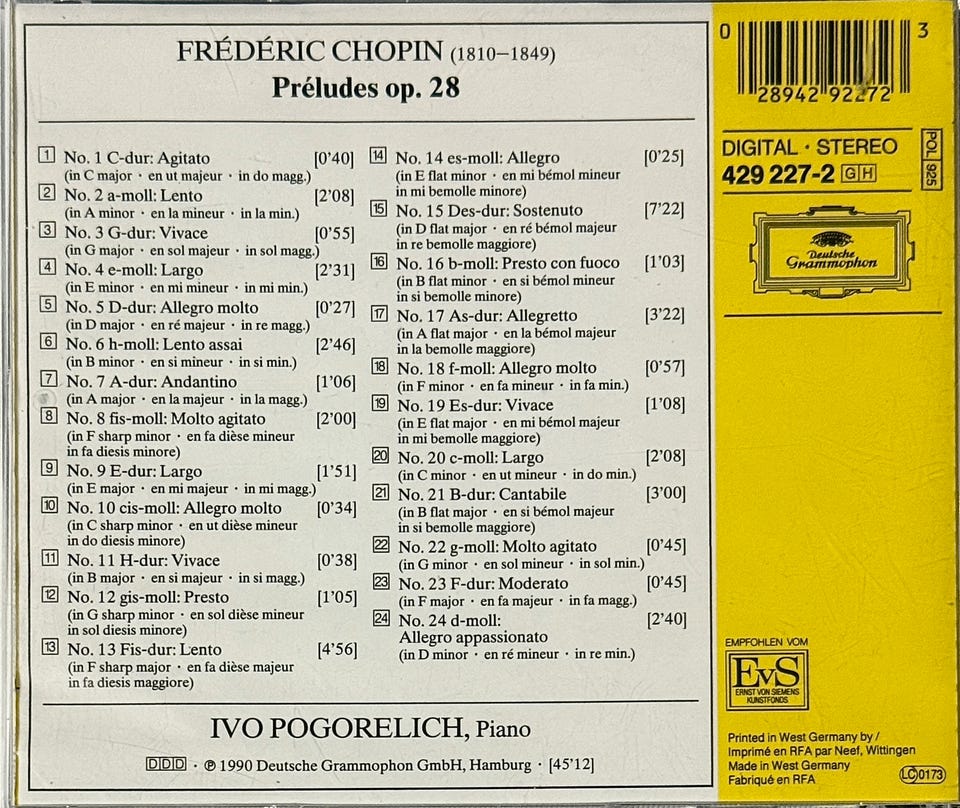 FRÉDÉRIC CHOPIN (1810–1849)
Préludes op. 28
1 No. 1 C-dur: Agitato [0'40]
(in C major · en ut majeur · in do magg.)
2 No. 2 a-moll: Lento [2'08]
(in A minor · en la mineur · in la min.)
3 No. 3 G-dur: Vivace [0'55]
(in G major · en sol majeur · in sol magg.)
4 No. 4 e-moll: Largo [2'31]
(in E minor · en mi mineur · in mi min.)
5 No. 5 D-dur: Allegro molto [0'27]
(in D major · en ré majeur · in re magg.)
6 No. 6 h-moll: Lento assai [2'46]
(in B minor · en si mineur · in si min.)
7 No. 7 A-dur: Andantino [1'06]
(in A major · en la majeur · in la magg.)
8 No. 8 fis-moll: Molto agitato [2'00]
(in F sharp minor · en fa dièse mineur
in fa diesis minore)
9 No. 9 E-dur: Largo [1'51]
(in E major · en mi majeur · in mi magg.)
10 No. 10 cis-moll: Allegro molto [0'34]
(in C sharp minor · en ut dièse mineur
in do diesis minore)
11 No. 11 H-dur: Vivace [0'38]
(in B major · en si majeur · in si magg.)
12 No. 12 gis-moll: Presto [1'05]
(in G sharp minor · en sol dièse mineur
in sol diesis minore)
13 No. 13 Fis-dur: Lento [4'56]
(in F sharp major · en fa dièse majeur
in fa diesis maggiore)
14 No. 14 es-moll: Allegro [0'25]
(in E flat minor · en mi bémol mineur
in mi bemolle minore)
15 No. 15 Des-dur: Sostenuto [7'22]
(in D flat major · en ré bémol majeur
in re bemolle maggiore)
16 No. 16 b-moll: Presto con fuoco [1'03]
(in B flat minor · en si bémol mineur
in si bemolle minore)
17 No. 17 As-dur: Allegretto [3'22]
(in A flat major · en la bémol majeur
in la bemolle maggiore)
18 No. 18 f-moll: Allegro molto [0'57]
(in F minor · en fa mineur · in fa min.)
19 No. 19 Es-dur: Vivace [1'08]
(in E flat major · en mi bémol majeur
in mi bemolle maggiore)
20 No. 20 c-moll: Largo [2'08]
(in C minor · en ut mineur · in do min.)
21 No. 21 B-dur: Cantabile [3'00]
(in B flat major · en si bémol majeur
in si bemolle maggiore)
22 No. 22 g-moll: Molto agitato [0'45]
(in G minor · en sol mineur · in sol min.)
23 No. 23 F-dur: Moderato [0'45]
(in F major · en fa majeur · in fa magg.)
24 No. 24 d-moll: [2'40]
Allegro appassionato
(in D minor · en ré mineur · in re min.)
IVO POGORELICH, Piano
DDD · ℗ 1990 Deutsche Grammophon GmbH, Hamburg · [45'12]
0 28942 92272 3
DIGITAL · STEREO
429 227-2 GH
POL 925
Deutsche
Grammophon
EMPFOHLEN VOM
EvS
ERNST VON SIEMENS
KUNSTFONDS
Printed in West Germany by /
Imprimé en RFA par Neef, Wittingen
Made in West Germany
Fabriqué en RFA
LC 0173